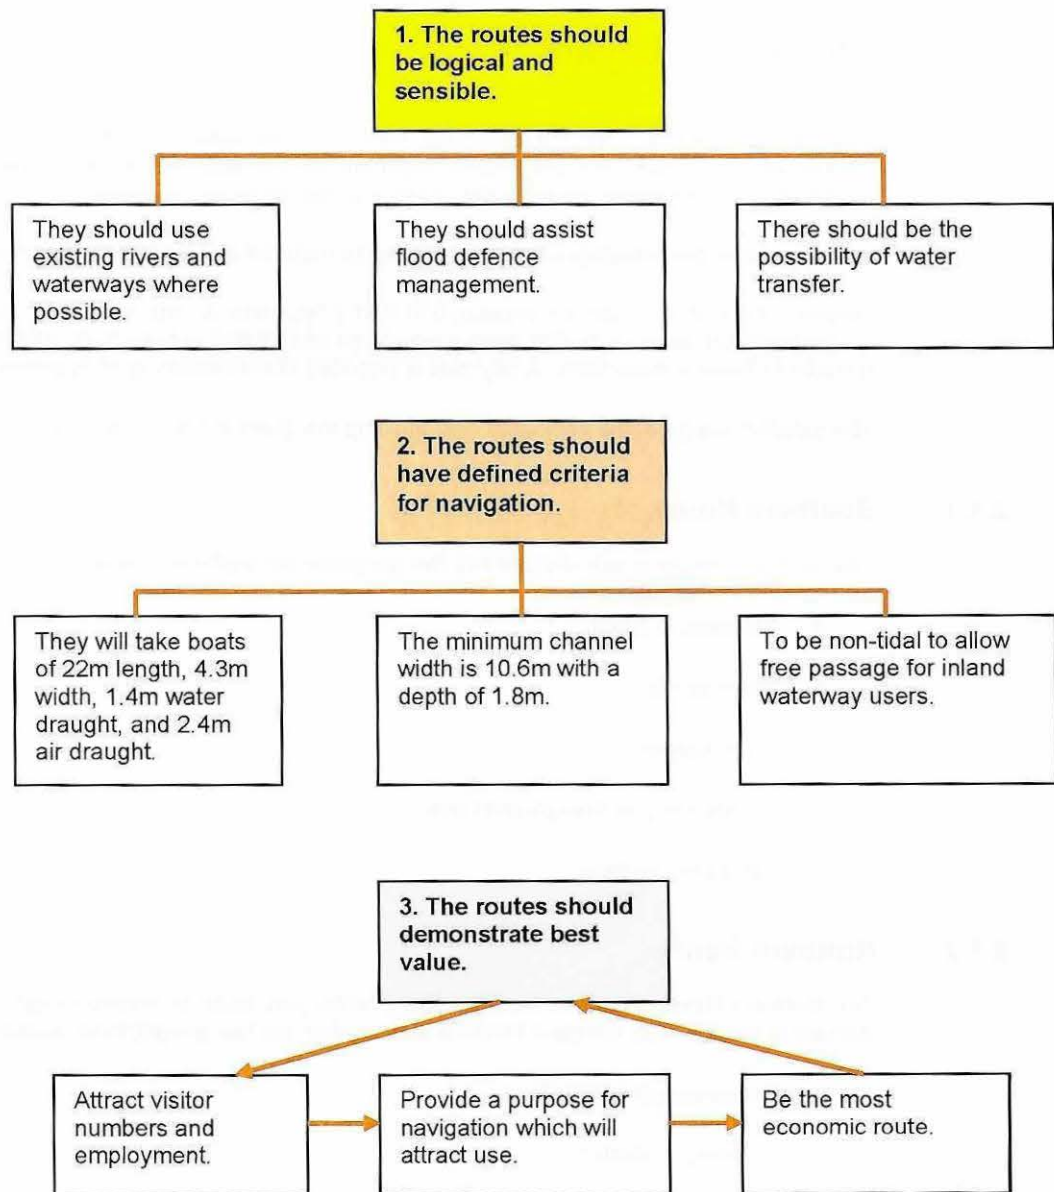 1. The routes should
be logical and
sensible.
They should use
existing rivers and
waterways where
possible.
They should assist
flood defence
management.
There should be the
possibility of water
transfer.
2. The routes should
have defined criteria
for navigation.
They will take boats
of 22m length, 4.3m
width, 1.4m water
draught, and 2.4m
air draught.
The minimum channel
width is 10.6m with a
depth of 1.8m.
To be non-tidal to allow
free passage for inland
waterway users.
3. The routes should
demonstrate best
value.
Attract visitor
numbers and
employment.
Provide a purpose for
navigation which will
attract use.
Be the most
economic route.